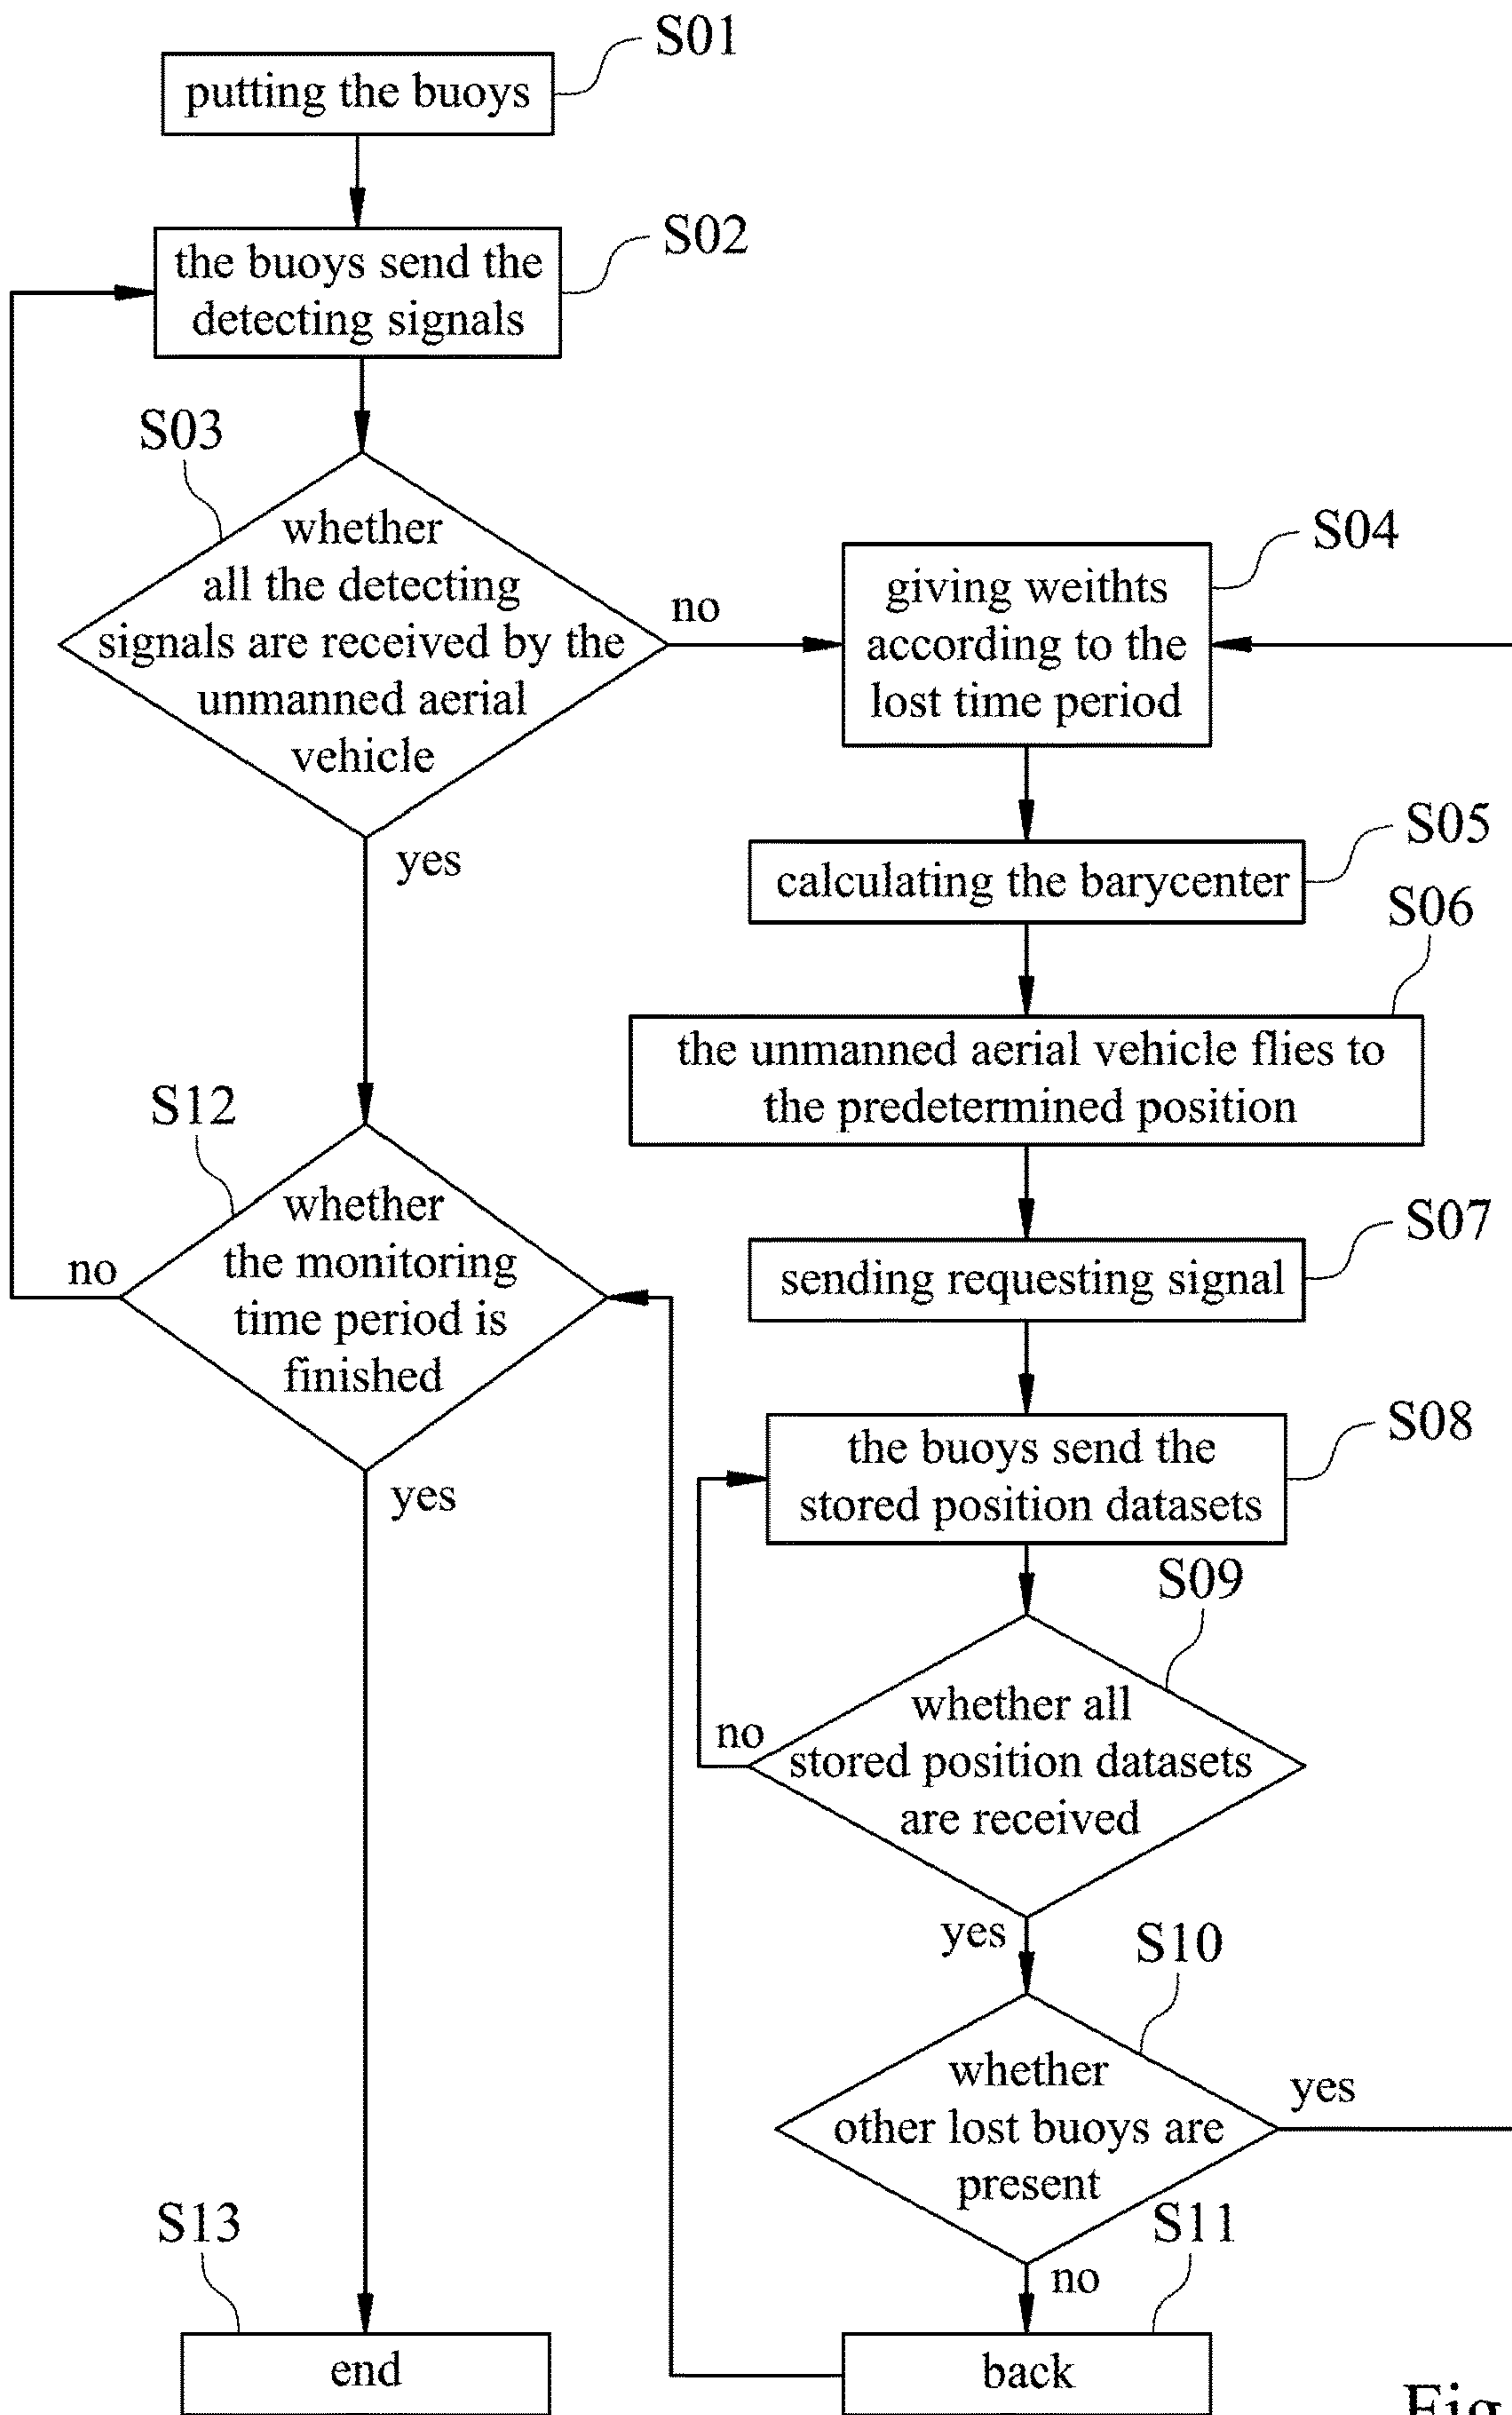 S01
putting the buoys
S02
the buoys send the
detecting signals
S03
whether
all the detecting
signals are received by the
unmanned aerial
vehicle
no
yes
S04
giving weithts
according to the
lost time period
S05
calculating the barycenter
S06
the unmanned aerial vehicle flies to
the predetermined position
S07
sending requesting signal
S08
the buoys send the
stored position datasets
S09
whether all
stored position datasets
are received
no
yes
S10
whether
other lost buoys are
present
yes
no
S11
back
S12
whether
the monitoring
time period is
finished
no
yes
S13
end
Fig